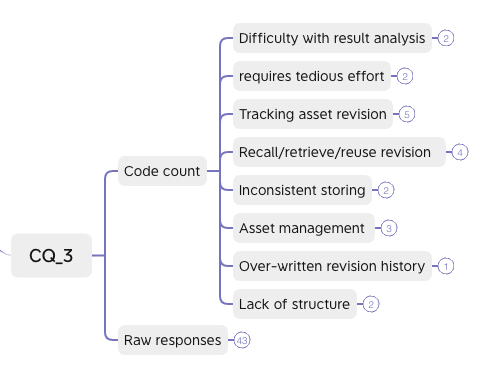 Difficulty with result analysis 2
requires tedious effort 2
Tracking asset revision 5
Recall/retrieve/reuse revision 4
Code count
Inconsistent storing 2
Asset management 3
CQ_3
Over-written revision history 1
Lack of structure 2
Raw responses 43